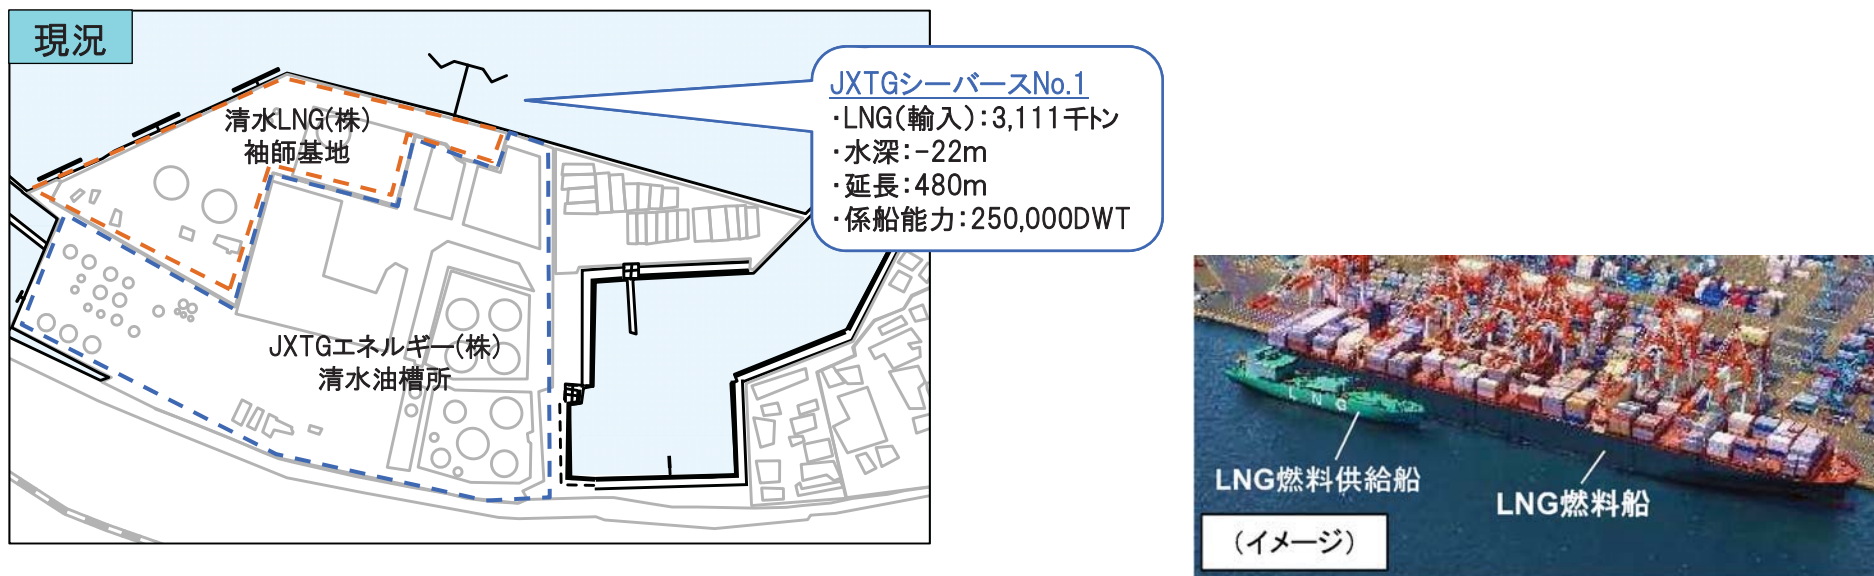 現況
清水LNG(株)
袖師基地
JXTGシーバースNo.1
・LNG(輸入):3,111千トン
・水深:-22m
・延長:480m
・係船能力:250,000DWT
JXTGエネルギー(株)
清水油槽所
LNG
LNG燃料供給船
LNG燃料船
(イメージ)